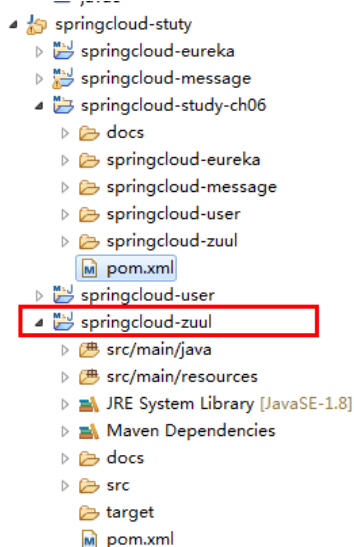 springcloud-stuty
springcloud-eureka
springcloud-message
springcloud-study-ch06
docs
springcloud-eureka
springcloud-message
springcloud-user
springcloud-zuul
pom.xml
springcloud-user
springcloud-zuul
src/main/java
src/main/resources
JRE System Library [JavaSE-1.8]
Maven Dependencies
docs
src
target
pom.xml